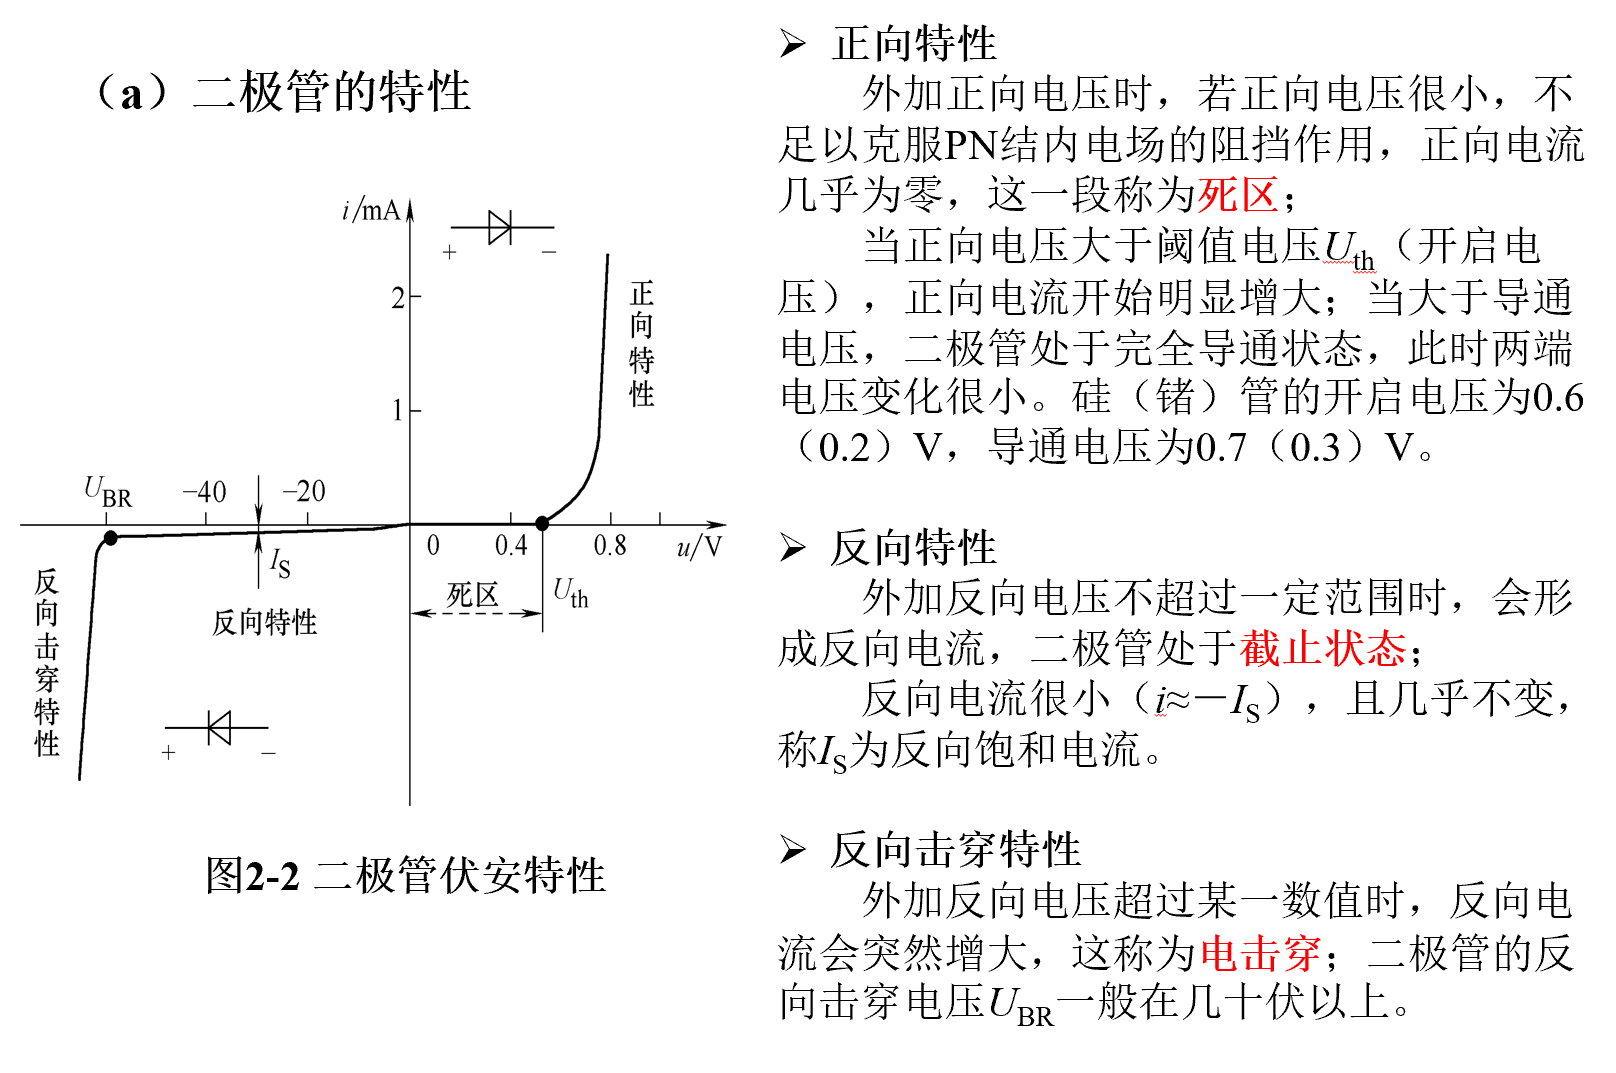 （a）二极管的特性
i/mA
+
−
2
1
正向特性
U_BR
−40
−20
0
0.4
0.8
u/V
I_S
死区
U_th
反向特性
反向击穿特性
+
−
图2-2 二极管伏安特性
➢ 正向特性
外加正向电压时，若正向电压很小，不
足以克服PN结内电场的阻挡作用，正向电流
几乎为零，这一段称为死区；
当正向电压大于阈值电压U_th（开启电
压），正向电流开始明显增大；当大于导通
电压，二极管处于完全导通状态，此时两端
电压变化很小。硅（锗）管的开启电压为0.6
（0.2）V，导通电压为0.7（0.3）V。
➢ 反向特性
外加反向电压不超过一定范围时，会形
成反向电流，二极管处于截止状态；
反向电流很小（i≈－I_S），且几乎不变，
称I_S为反向饱和电流。
➢ 反向击穿特性
外加反向电压超过某一数值时，反向电
流会突然增大，这称为电击穿；二极管的反
向击穿电压U_BR一般在几十伏以上。